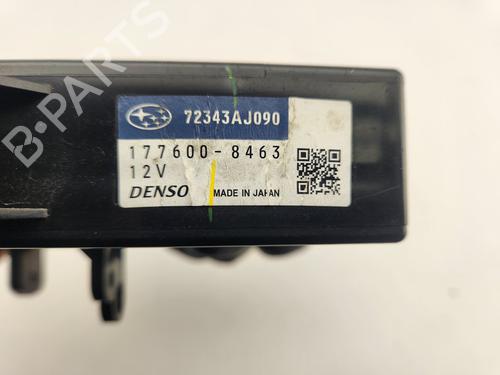 72343AJ090
177600-8463
12V
DENSO MADE IN JAPAN
B-PARTS